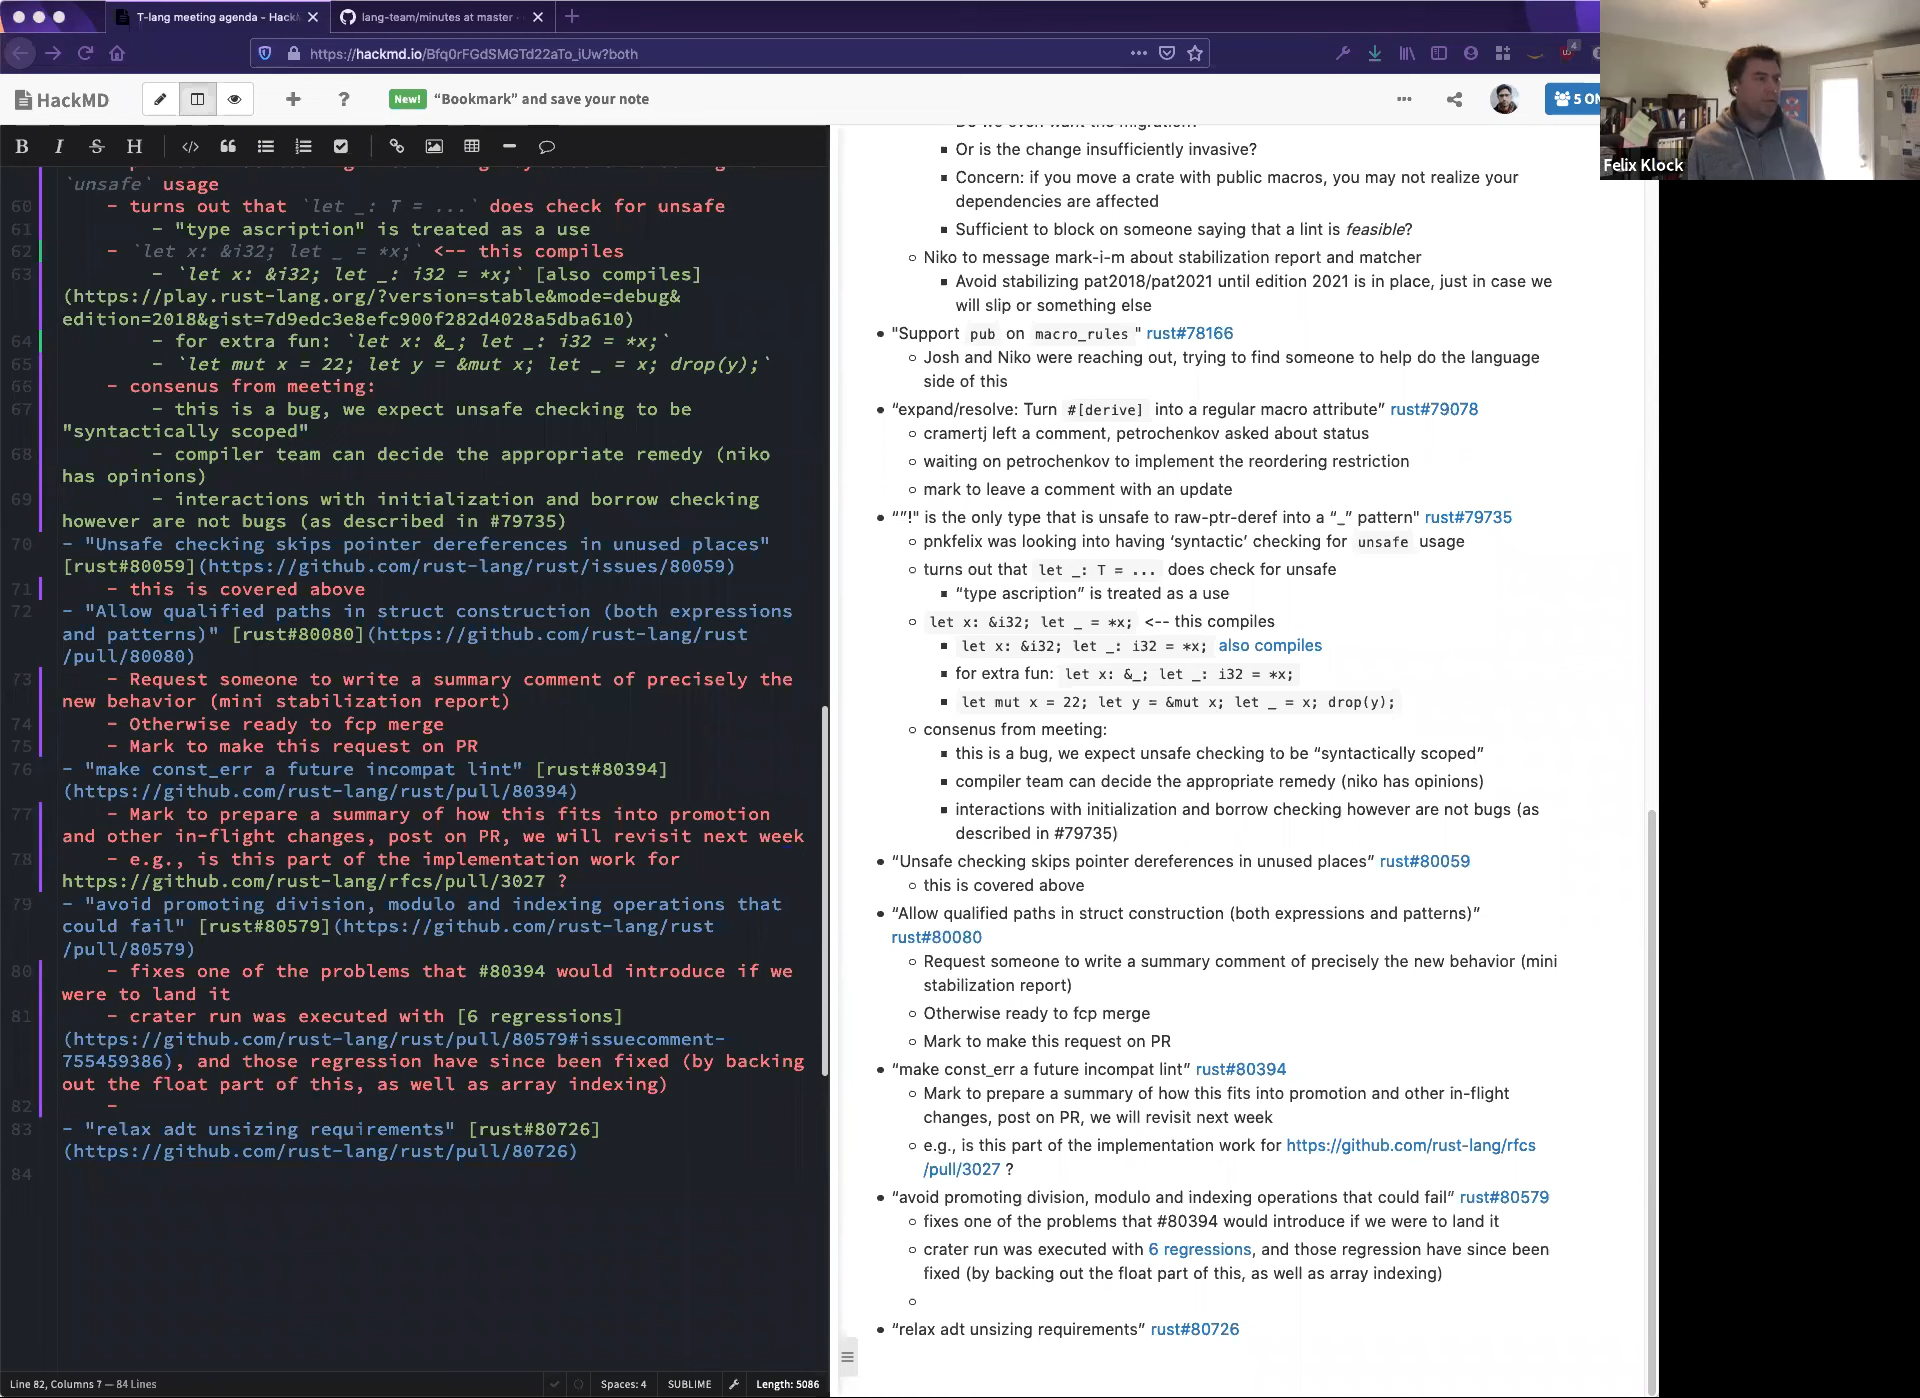 T-lang meeting agenda - Hack
lang-team/minutes at master ·
https://hackmd.io/Bfq0rFGdSMGTd22aTo_iUw?both
4
HackMD
New! "Bookmark" and save your note
5 ON
Felix Klock
B I S H
`unsafe` usage
60 - turns out that `let _: T = ...` does check for unsafe
61 - "type ascription" is treated as a use
62 - `let x: &i32; let _ = *x;` <-- this compiles
63 - `let x: &i32; let _: i32 = *x;` [also compiles]
(https://play.rust-lang.org/?version=stable&mode=debug&
edition=2018&gist=7d9edc3e8efc900f282d4028a5dba610)
64 - for extra fun: `let x: &_; let _: i32 = *x;`
65 - `let mut x = 22; let y = &mut x; let _ = x; drop(y);`
66 - consenus from meeting:
67 - this is a bug, we expect unsafe checking to be
"syntactically scoped"
68 - compiler team can decide the appropriate remedy (niko
has opinions)
69 - interactions with initialization and borrow checking
however are not bugs (as described in #79735)
70 - "Unsafe checking skips pointer dereferences in unused places"
[rust#80059](https://github.com/rust-lang/rust/issues/80059)
71 - this is covered above
72 - "Allow qualified paths in struct construction (both expressions
and patterns)" [rust#80080](https://github.com/rust-lang/rust
/pull/80080)
73 - Request someone to write a summary comment of precisely the
new behavior (mini stabilization report)
74 - Otherwise ready to fcp merge
75 - Mark to make this request on PR
76 - "make const_err a future incompat lint" [rust#80394]
(https://github.com/rust-lang/rust/pull/80394)
77 - Mark to prepare a summary of how this fits into promotion
and other in-flight changes, post on PR, we will revisit next week
78 - e.g., is this part of the implementation work for
https://github.com/rust-lang/rfcs/pull/3027 ?
79 - "avoid promoting division, modulo and indexing operations that
could fail" [rust#80579](https://github.com/rust-lang/rust
/pull/80579)
80 - fixes one of the problems that #80394 would introduce if we
were to land it
81 - crater run was executed with [6 regressions]
(https://github.com/rust-lang/rust/pull/80579#issuecomment-
755459386), and those regression have since been fixed (by backing
out the float part of this, as well as array indexing)
82 -
83 - "relax adt unsizing requirements" [rust#80726]
(https://github.com/rust-lang/rust/pull/80726)
84
Line 82, Columns 7 — 84 Lines
Spaces: 4 SUBLIME Length: 5086
Or is the change insufficiently invasive?
Concern: if you move a crate with public macros, you may not realize your
dependencies are affected
Sufficient to block on someone saying that a lint is feasible?
Niko to message mark-i-m about stabilization report and matcher
Avoid stabilizing pat2018/pat2021 until edition 2021 is in place, just in case we
will slip or something else
"Support pub on macro_rules " rust#78166
Josh and Niko were reaching out, trying to find someone to help do the language
side of this
“expand/resolve: Turn #[derive] into a regular macro attribute” rust#79078
cramertj left a comment, petrochenkov asked about status
waiting on petrochenkov to implement the reordering restriction
mark to leave a comment with an update
“”!" is the only type that is unsafe to raw-ptr-deref into a “_” pattern" rust#79735
pnkfelix was looking into having ‘syntactic’ checking for unsafe usage
turns out that let _: T = ... does check for unsafe
“type ascription” is treated as a use
let x: &i32; let _ = *x; <-- this compiles
let x: &i32; let _: i32 = *x; also compiles
for extra fun: let x: &_; let _: i32 = *x;
let mut x = 22; let y = &mut x; let _ = x; drop(y);
consenus from meeting:
this is a bug, we expect unsafe checking to be “syntactically scoped”
compiler team can decide the appropriate remedy (niko has opinions)
interactions with initialization and borrow checking however are not bugs (as
described in #79735)
“Unsafe checking skips pointer dereferences in unused places” rust#80059
this is covered above
“Allow qualified paths in struct construction (both expressions and patterns)”
rust#80080
Request someone to write a summary comment of precisely the new behavior (mini
stabilization report)
Otherwise ready to fcp merge
Mark to make this request on PR
“make const_err a future incompat lint” rust#80394
Mark to prepare a summary of how this fits into promotion and other in-flight
changes, post on PR, we will revisit next week
e.g., is this part of the implementation work for https://github.com/rust-lang/rfcs
/pull/3027 ?
“avoid promoting division, modulo and indexing operations that could fail” rust#80579
fixes one of the problems that #80394 would introduce if we were to land it
crater run was executed with 6 regressions, and those regression have since been
fixed (by backing out the float part of this, as well as array indexing)
“relax adt unsizing requirements” rust#80726